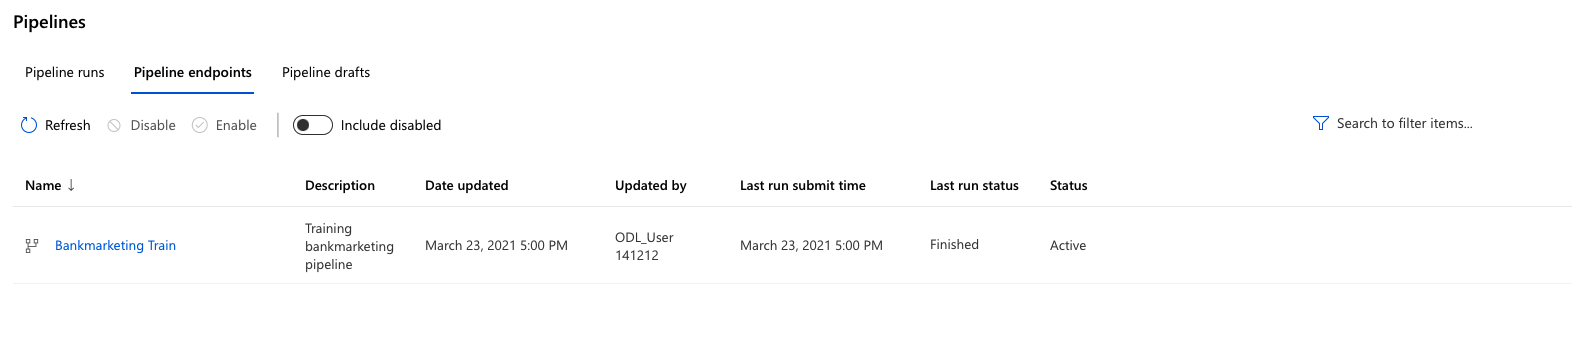 Pipelines
Pipeline runs Pipeline endpoints Pipeline drafts
Refresh Disable Enable Include disabled Search to filter items...
Name ↓ Description Date updated Updated by Last run submit time Last run status Status
Bankmarketing Train Training bankmarketing pipeline March 23, 2021 5:00 PM ODL_User 141212 March 23, 2021 5:00 PM Finished Active